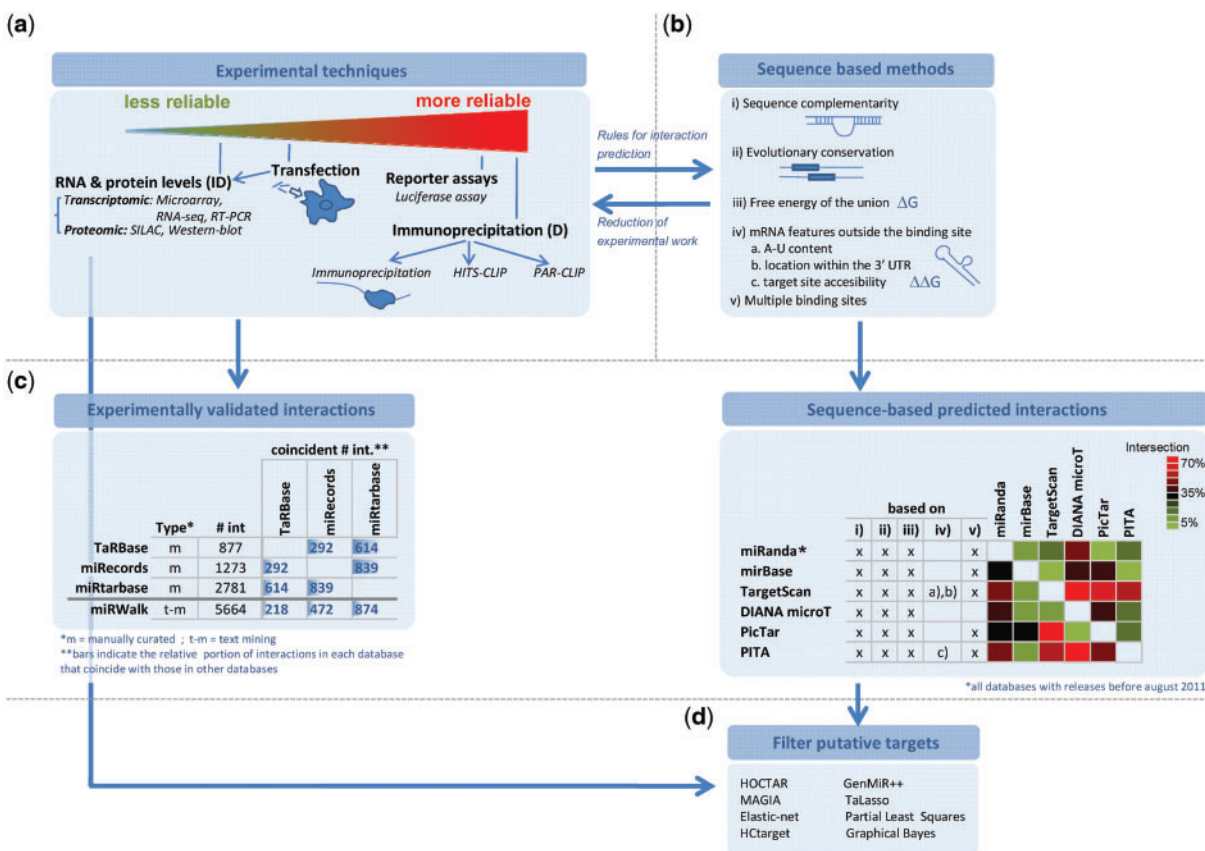 (a)
Experimental techniques
less reliable
more reliable
RNA & protein levels (ID)
Transcriptomic: Microarray,
RNA-seq, RT-PCR
Proteomic: SILAC, Western-blot
Transfection
Reporter assays
Luciferase assay
Immunoprecipitation (D)
Immunoprecipitation HITS-CLIP PAR-CLIP
Rules for interaction
prediction
Reduction of
experimental work
(b)
Sequence based methods
i) Sequence complementarity
ii) Evolutionary conservation
iii) Free energy of the union ΔG
iv) mRNA features outside the binding site
a. A-U content
b. location within the 3' UTR
c. target site accesibility ΔΔG
v) Multiple binding sites
(c)
Experimentally validated interactions
coincident # int.**
Type* # int TaRBase miRecords miRtarbase
TaRBase m 877 292 614
miRecords m 1273 292 839
miRtarbase m 2781 614 839
miRWalk t-m 5664 218 472 874
*m = manually curated ; t-m = text mining
**bars indicate the relative portion of interactions in each database
that coincide with those in other databases
Sequence-based predicted interactions
Intersection
70%
35%
5%
based on
i) ii) iii) iv) v) miRanda mirBase TargetScan DIANA microT PicTar PITA
miRanda* x x x x
mirBase x x x x
TargetScan x x x a),b) x
DIANA microT x x x
PicTar x x x x
PITA x x x c) x
*all databases with releases before august 2011
(d)
Filter putative targets
HOCTAR GenMiR++
MAGIA TaLasso
Elastic-net Partial Least Squares
HCtarget Graphical Bayes